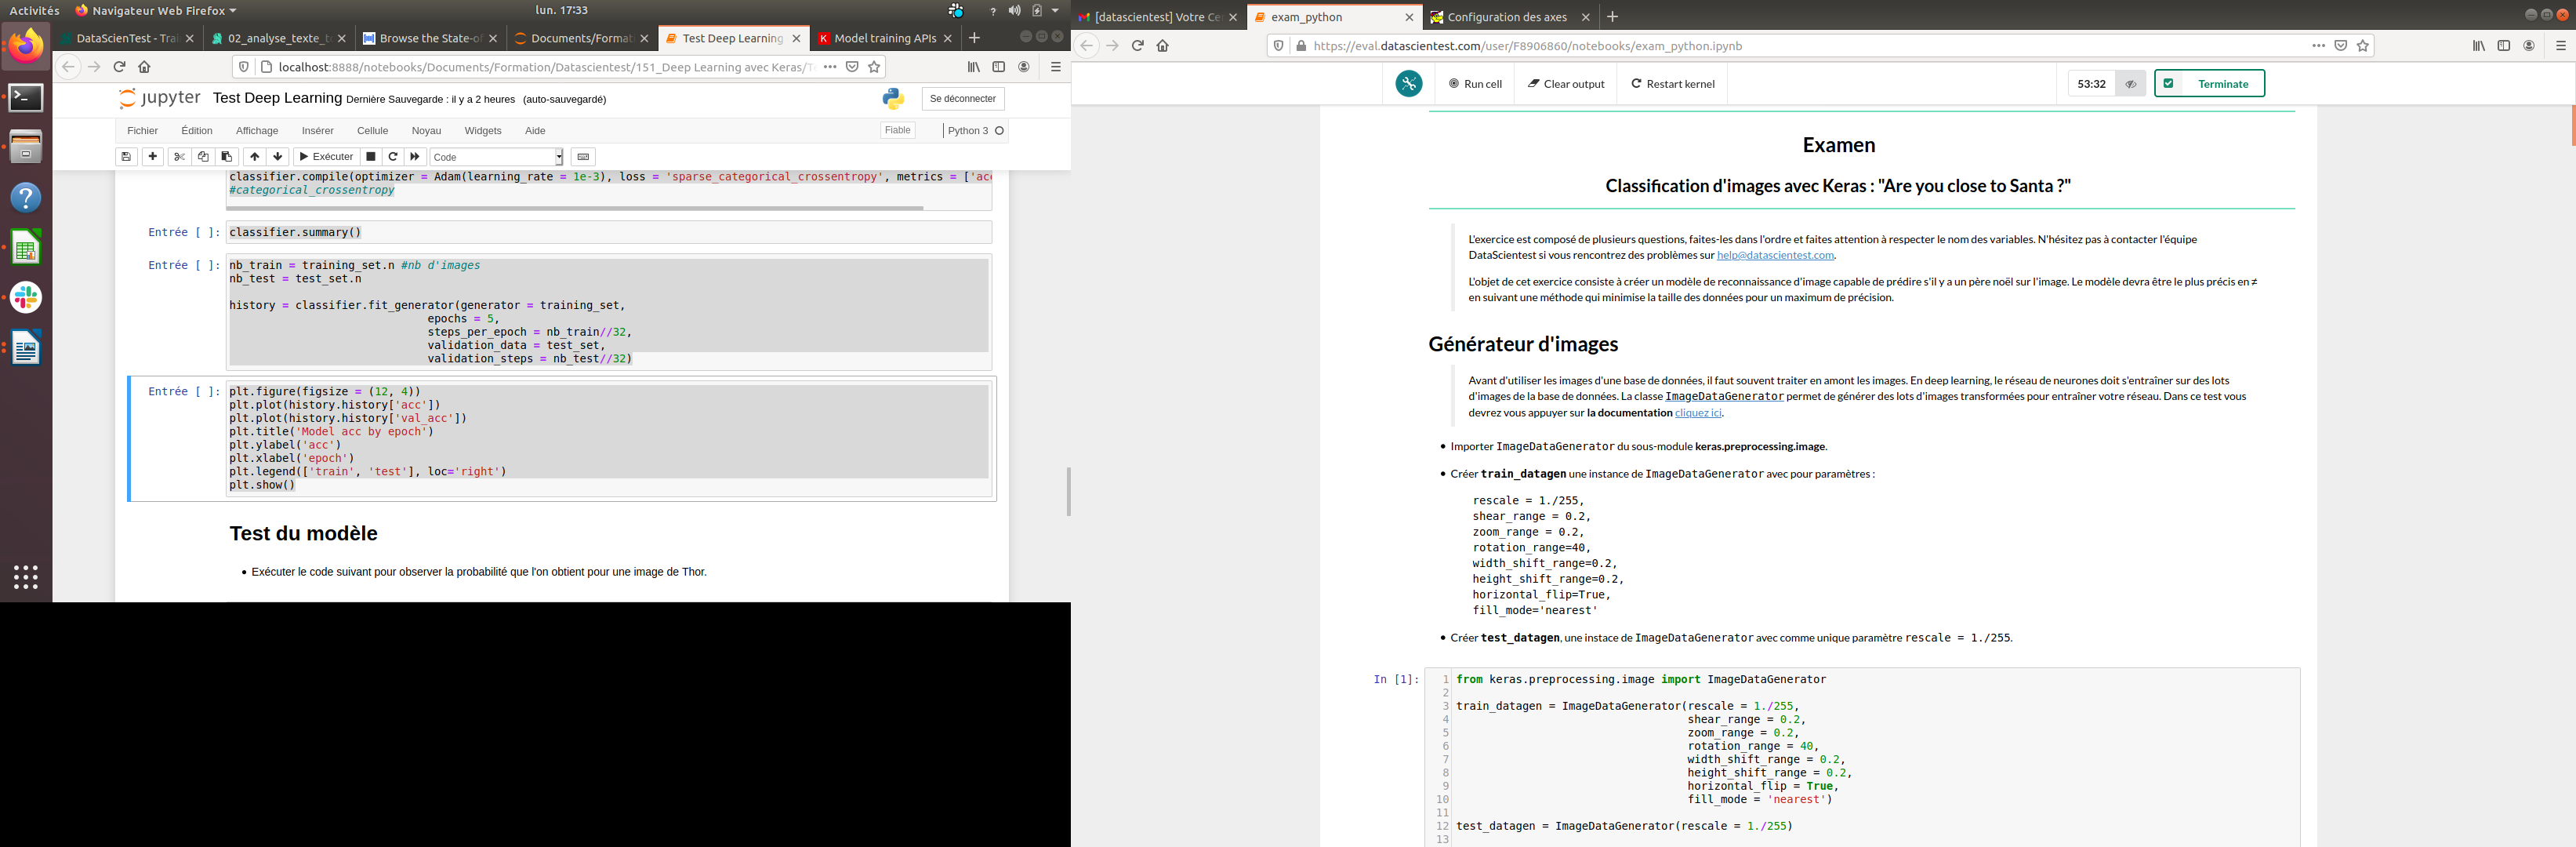 Activités Navigateur Web Firefox lun. 17:33
DataScienTest - Tra 02_analyse_texte_t Browse the State-o Documents/Format Test Deep Learning Model training APIs
localhost:8888/notebooks/Documents/Formation/Datascientest/151_Deep Learning avec Keras/T
jupyter Test Deep Learning Dernière Sauvegarde : il y a 2 heures (auto-sauvegardé) Se déconnecter
Fichier Édition Affichage Insérer Cellule Noyau Widgets Aide Fiable Python 3
Exécuter Code
classifier.compile(optimizer = Adam(learning_rate = 1e-3), loss = 'sparse_categorical_crossentropy', metrics = ['acc
#categorical_crossentropy
Entrée [ ]: classifier.summary()
Entrée [ ]: nb_train = training_set.n #nb d'images
nb_test = test_set.n
history = classifier.fit_generator(generator = training_set,
epochs = 5,
steps_per_epoch = nb_train//32,
validation_data = test_set,
validation_steps = nb_test//32)
Entrée [ ]: plt.figure(figsize = (12, 4))
plt.plot(history.history['acc'])
plt.plot(history.history['val_acc'])
plt.title('Model acc by epoch')
plt.ylabel('acc')
plt.xlabel('epoch')
plt.legend(['train', 'test'], loc='right')
plt.show()
Test du modèle
• Exécuter le code suivant pour observer la probabilité que l'on obtient pour une image de Thor.
[datascientest] Votre Ce exam_python Configuration des axes
https://eval.datascientest.com/user/F8906860/notebooks/exam_python.ipynb
Run cell Clear output Restart kernel 53:32 Terminate
Examen
Classification d'images avec Keras : "Are you close to Santa ?"
L'exercice est composé de plusieurs questions, faites-les dans l'ordre et faites attention à respecter le nom des variables. N'hésitez pas à contacter l'équipe
DataScientest si vous rencontrez des problèmes sur help@datascientest.com.
L'objet de cet exercice consiste à créer un modèle de reconnaissance d'image capable de prédire s'il y a un père noël sur l'image. Le modèle devra être le plus précis en ≠
en suivant une méthode qui minimise la taille des données pour un maximum de précision.
Générateur d'images
Avant d'utiliser les images d'une base de données, il faut souvent traiter en amont les images. En deep learning, le réseau de neurones doit s'entraîner sur des lots
d'images de la base de données. La classe ImageDataGenerator permet de générer des lots d'images transformées pour entraîner votre réseau. Dans ce test vous
devrez vous appuyer sur la documentation cliquez ici.
• Importer ImageDataGenerator du sous-module keras.preprocessing.image.
• Créer train_datagen une instance de ImageDataGenerator avec pour paramètres :
rescale = 1./255,
shear_range = 0.2,
zoom_range = 0.2,
rotation_range=40,
width_shift_range=0.2,
height_shift_range=0.2,
horizontal_flip=True,
fill_mode='nearest'
• Créer test_datagen, une instace de ImageDataGenerator avec comme unique paramètre rescale = 1./255.
In [1]: 1 from keras.preprocessing.image import ImageDataGenerator
2
3 train_datagen = ImageDataGenerator(rescale = 1./255,
4 shear_range = 0.2,
5 zoom_range = 0.2,
6 rotation_range = 40,
7 width_shift_range = 0.2,
8 height_shift_range = 0.2,
9 horizontal_flip = True,
10 fill_mode = 'nearest')
11
12 test_datagen = ImageDataGenerator(rescale = 1./255)
13